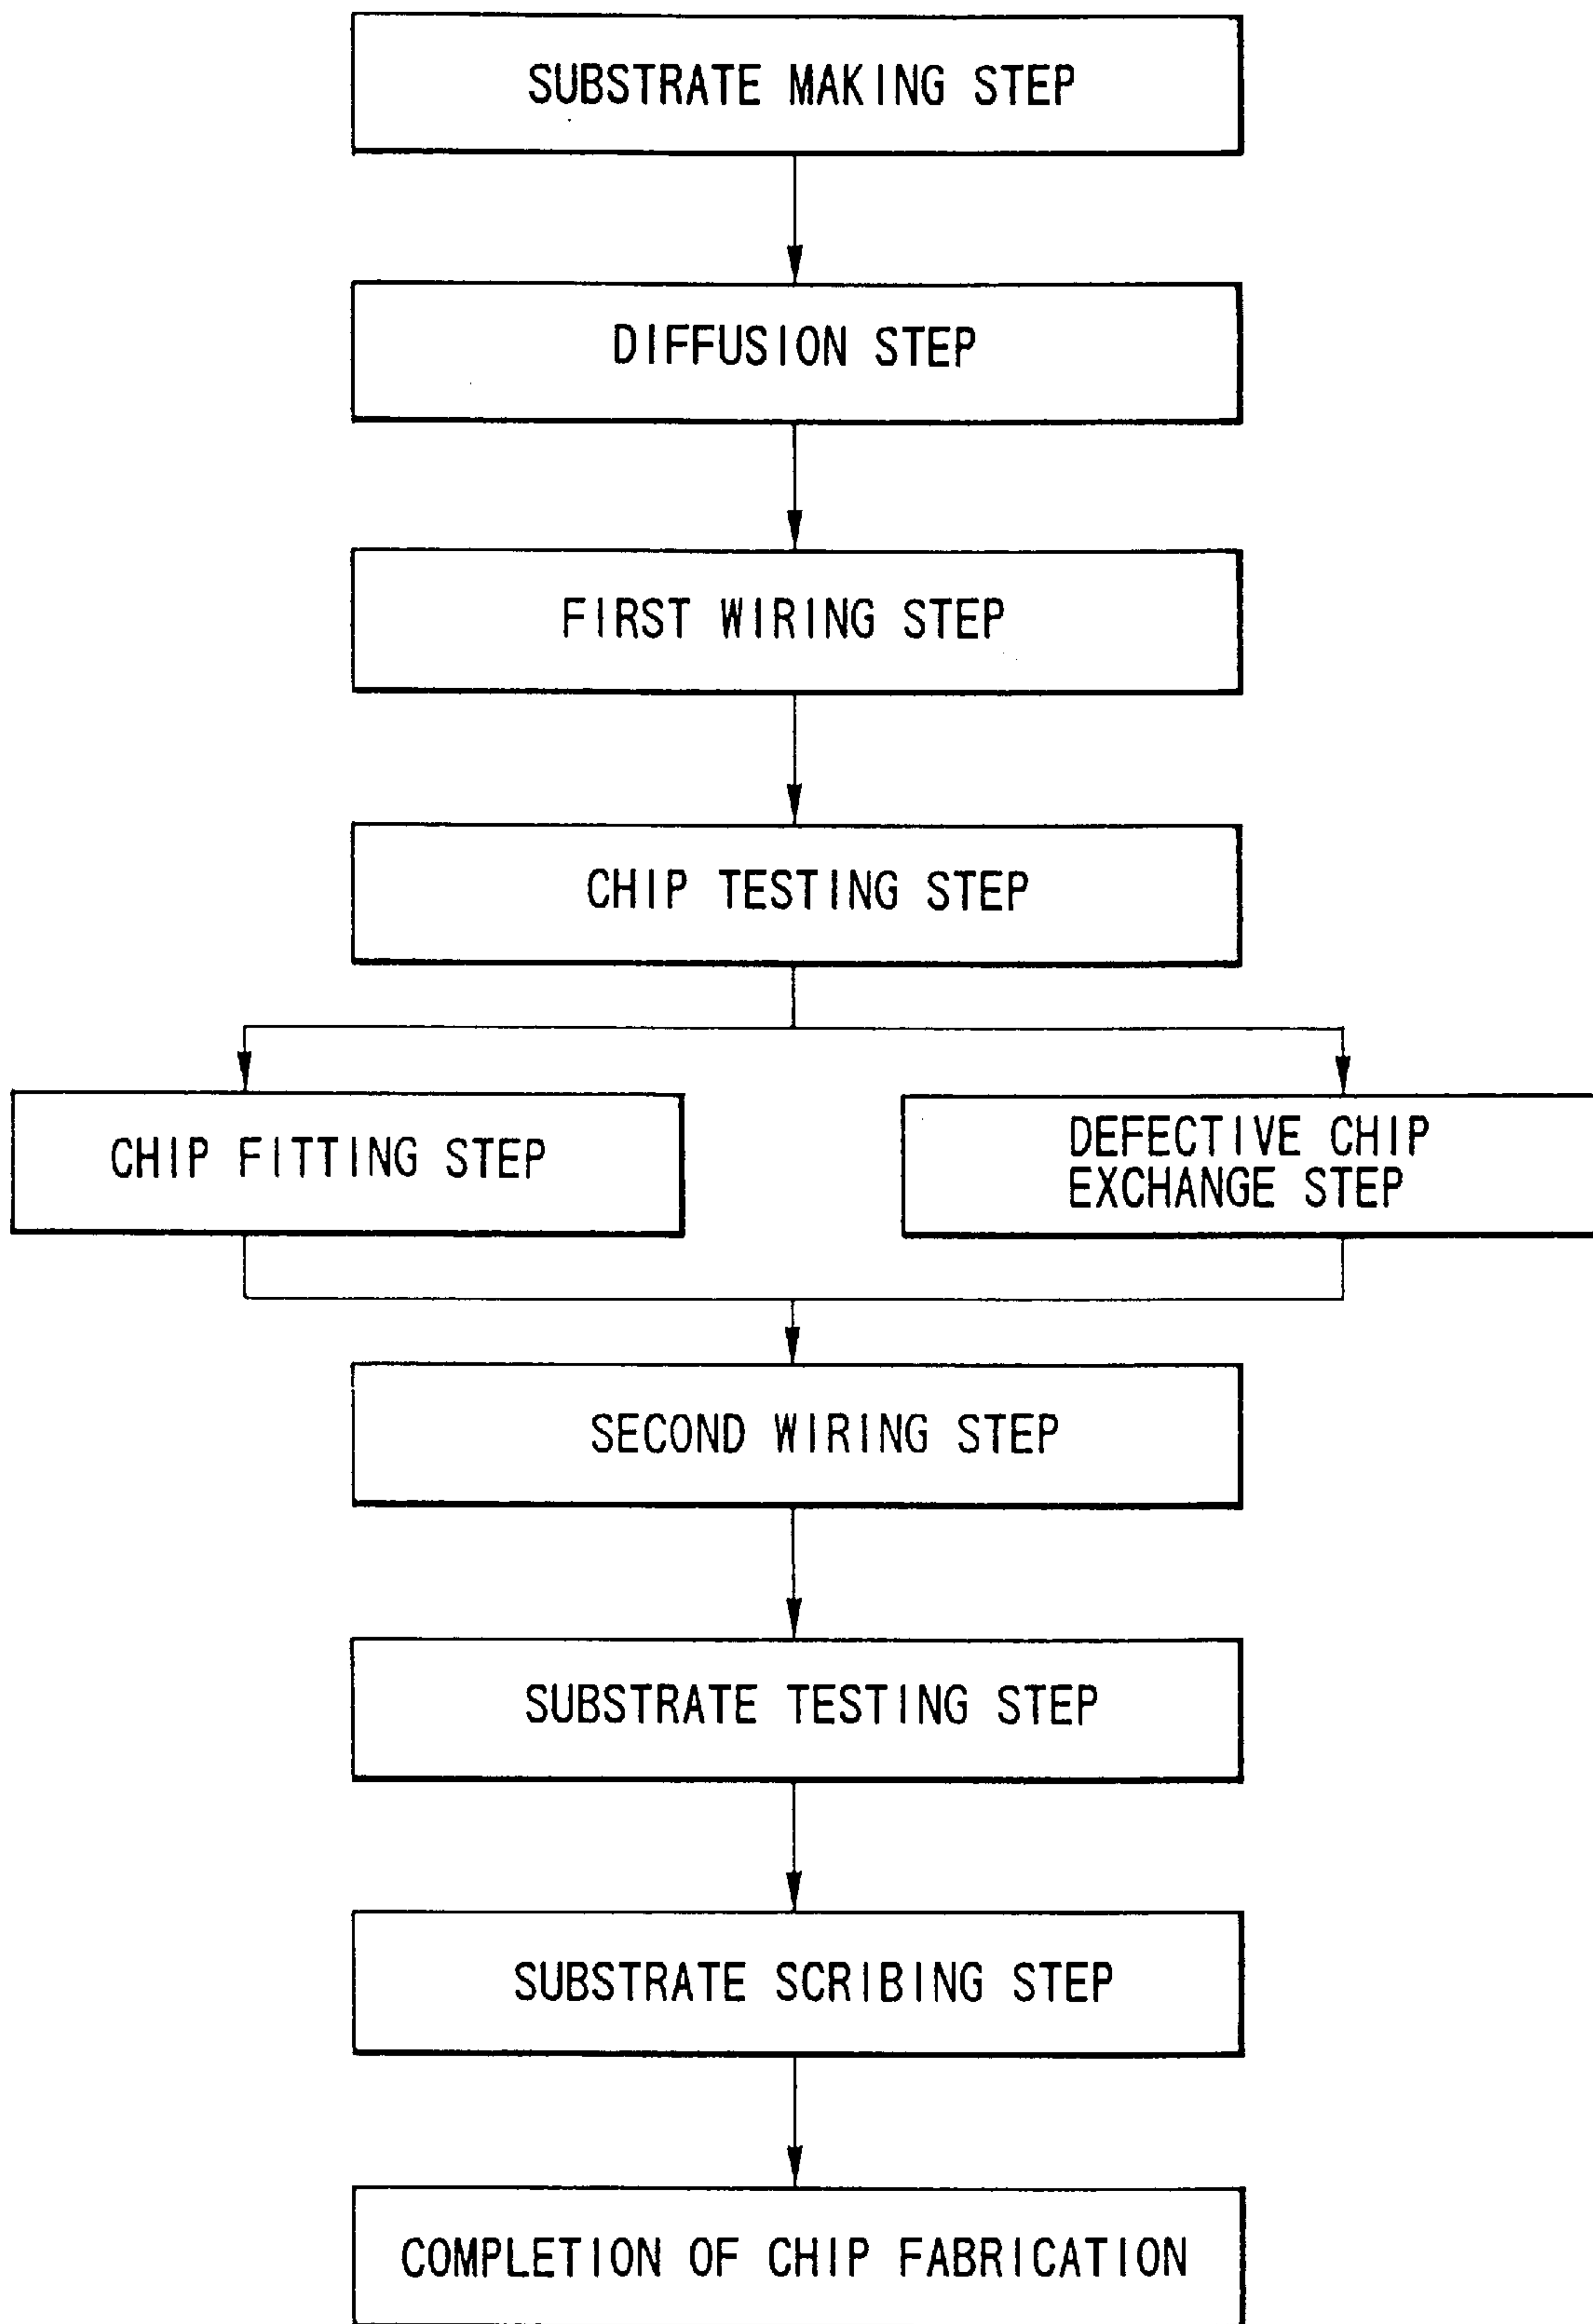 SUBSTRATE MAKING STEP
DIFFUSION STEP
FIRST WIRING STEP
CHIP TESTING STEP
CHIP FITTING STEP
DEFECTIVE CHIP
EXCHANGE STEP
SECOND WIRING STEP
SUBSTRATE TESTING STEP
SUBSTRATE SCRIBING STEP
COMPLETION OF CHIP FABRICATION